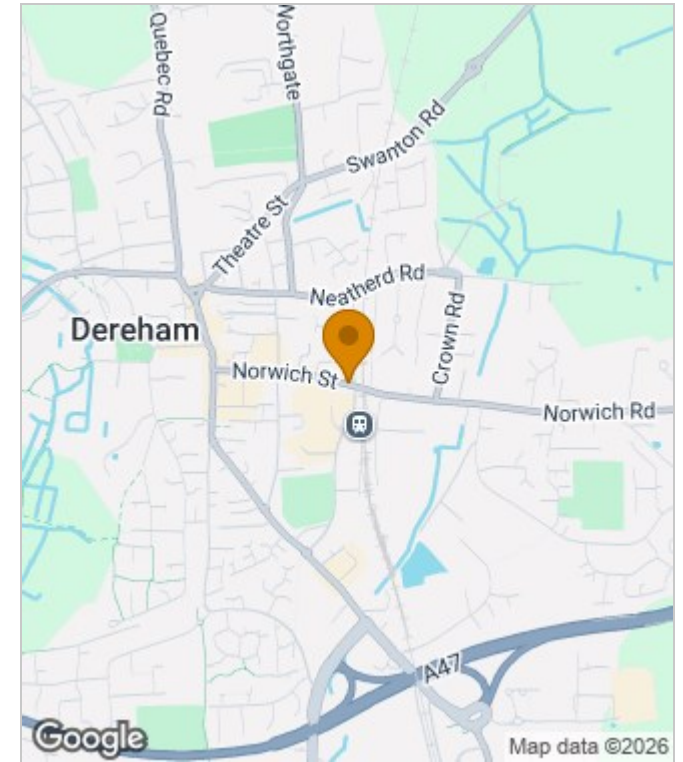 Quebec Rd
Northgate
Swanton Rd
Theatre St
Neatherd Rd
Dereham
Crown Rd
Norwich St
Norwich Rd
A47
Google
Map data ©2026